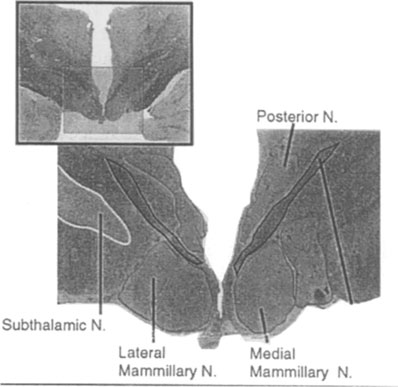 Posterior N.
Subthalamic N.
Lateral
Mammillary N.
Medial
Mammillary N.